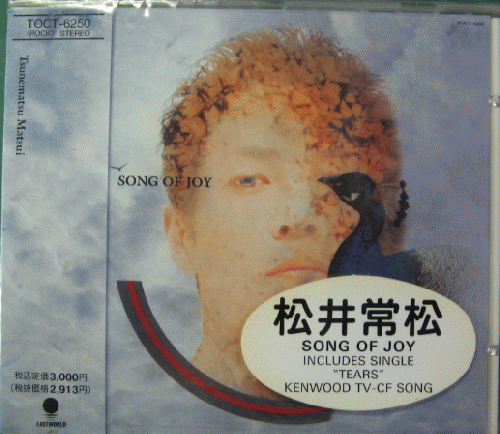 TOCT-6250
(ROCK) STEREO
Tsunematsu Matsui
SONG OF JOY
松井常松
SONG OF JOY
INCLUDES SINGLE
"TEARS"
KENWOOD TV-CF SONG
税込定価3,000円
(税抜価格2,913円)
EASTWORLD